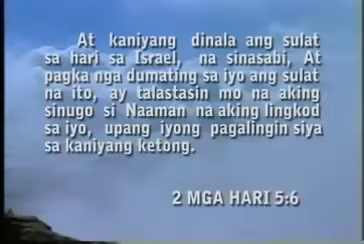 At kaniyang dinala ang sulat
sa hari sa Israel, na sinasabi, At
pagka nga dumating sa iyo ang sulat
na ito, ay talastasin mo na aking
sinugo si Naaman na aking lingkod
sa iyo, upang iyong pagalingin siya
sa kaniyang ketong.
2 MGA HARI 5:6